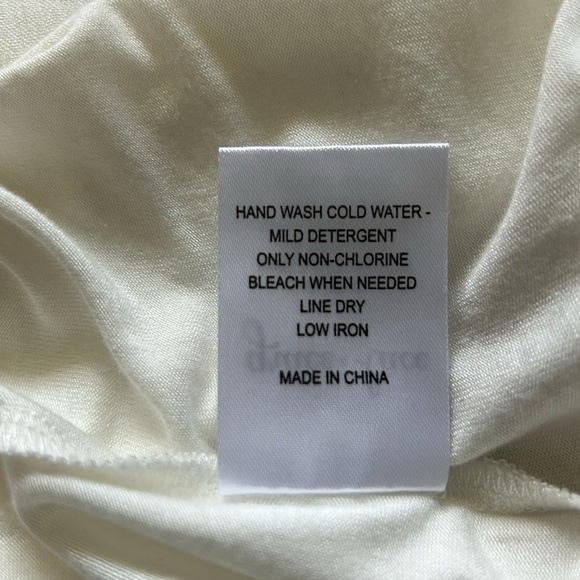 HAND WASH COLD WATER -
MILD DETERGENT
ONLY NON-CHLORINE
BLEACH WHEN NEEDED
LINE DRY
LOW IRON
MADE IN CHINA